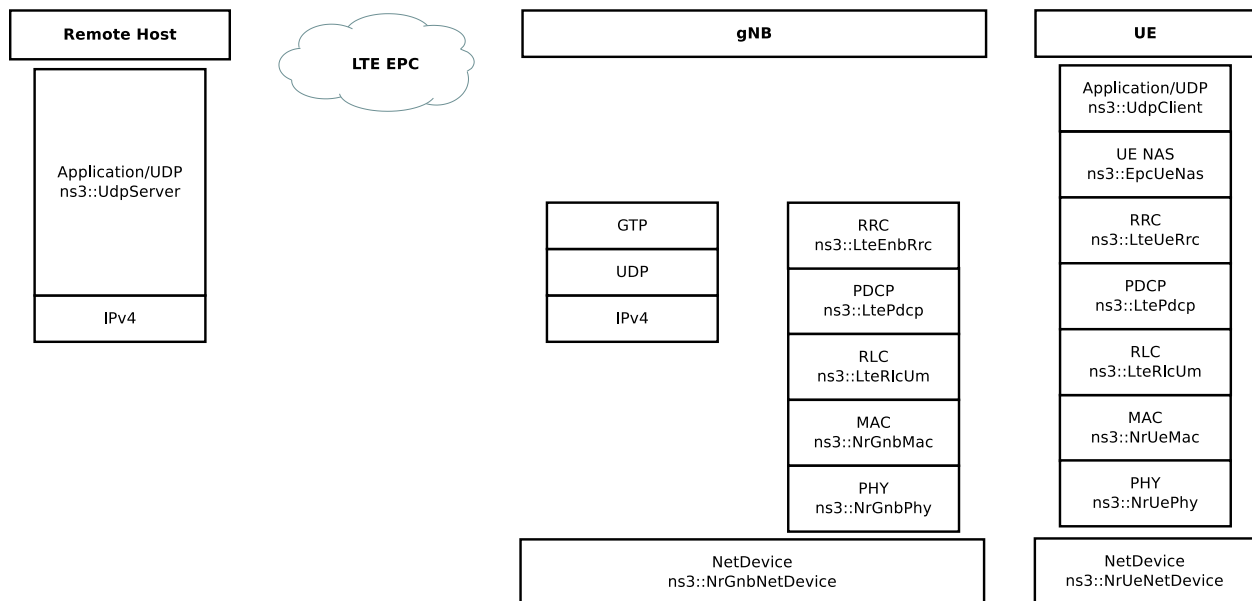 Remote Host
LTE EPC
gNB
UE
Application/UDP
ns3::UdpServer
IPv4
GTP
UDP
IPv4
RRC
ns3::LteEnbRrc
PDCP
ns3::LtePdcp
RLC
ns3::LteRlcUm
MAC
ns3::NrGnbMac
PHY
ns3::NrGnbPhy
NetDevice
ns3::NrGnbNetDevice
Application/UDP
ns3::UdpClient
UE NAS
ns3::EpcUeNas
RRC
ns3::LteUeRrc
PDCP
ns3::LtePdcp
RLC
ns3::LteRlcUm
MAC
ns3::NrUeMac
PHY
ns3::NrUePhy
NetDevice
ns3::NrUeNetDevice